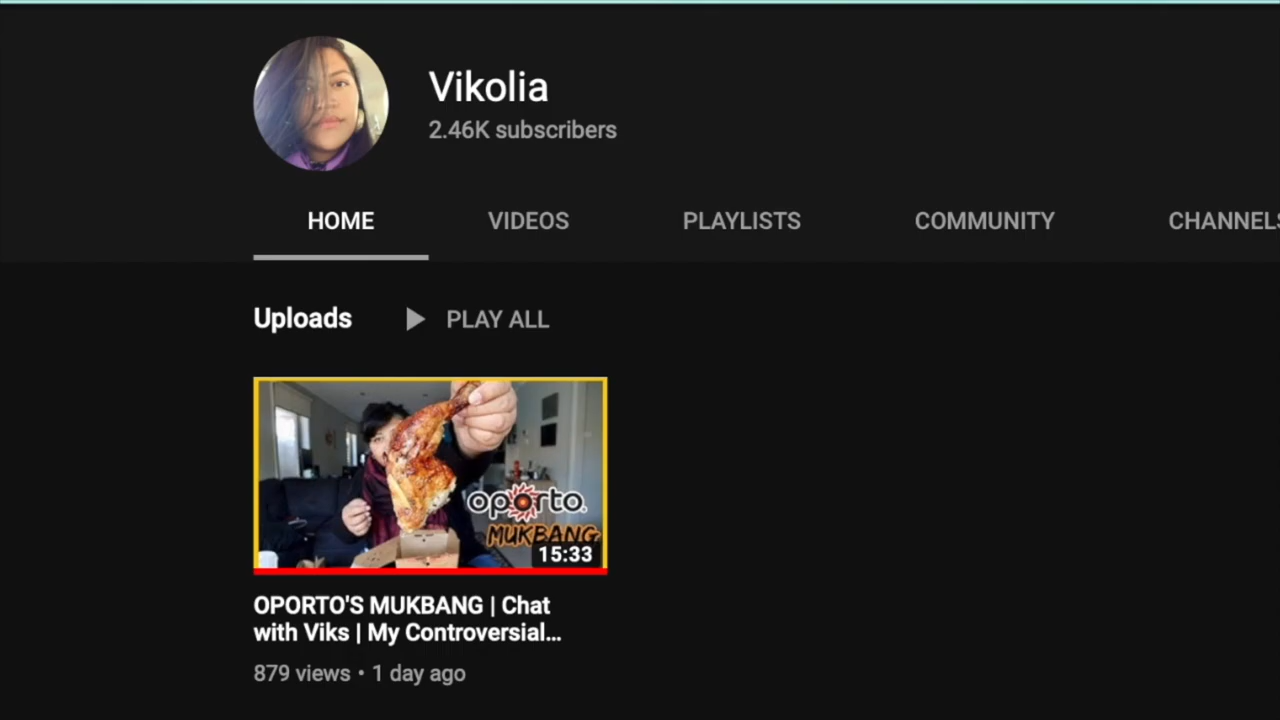 Vikolia
2.46K subscribers
HOME VIDEOS PLAYLISTS COMMUNITY CHANNELS
Uploads PLAY ALL
oporto.
MUKBANG
15:33
OPORTO'S MUKBANG | Chat
with Viks | My Controversial...
879 views • 1 day ago